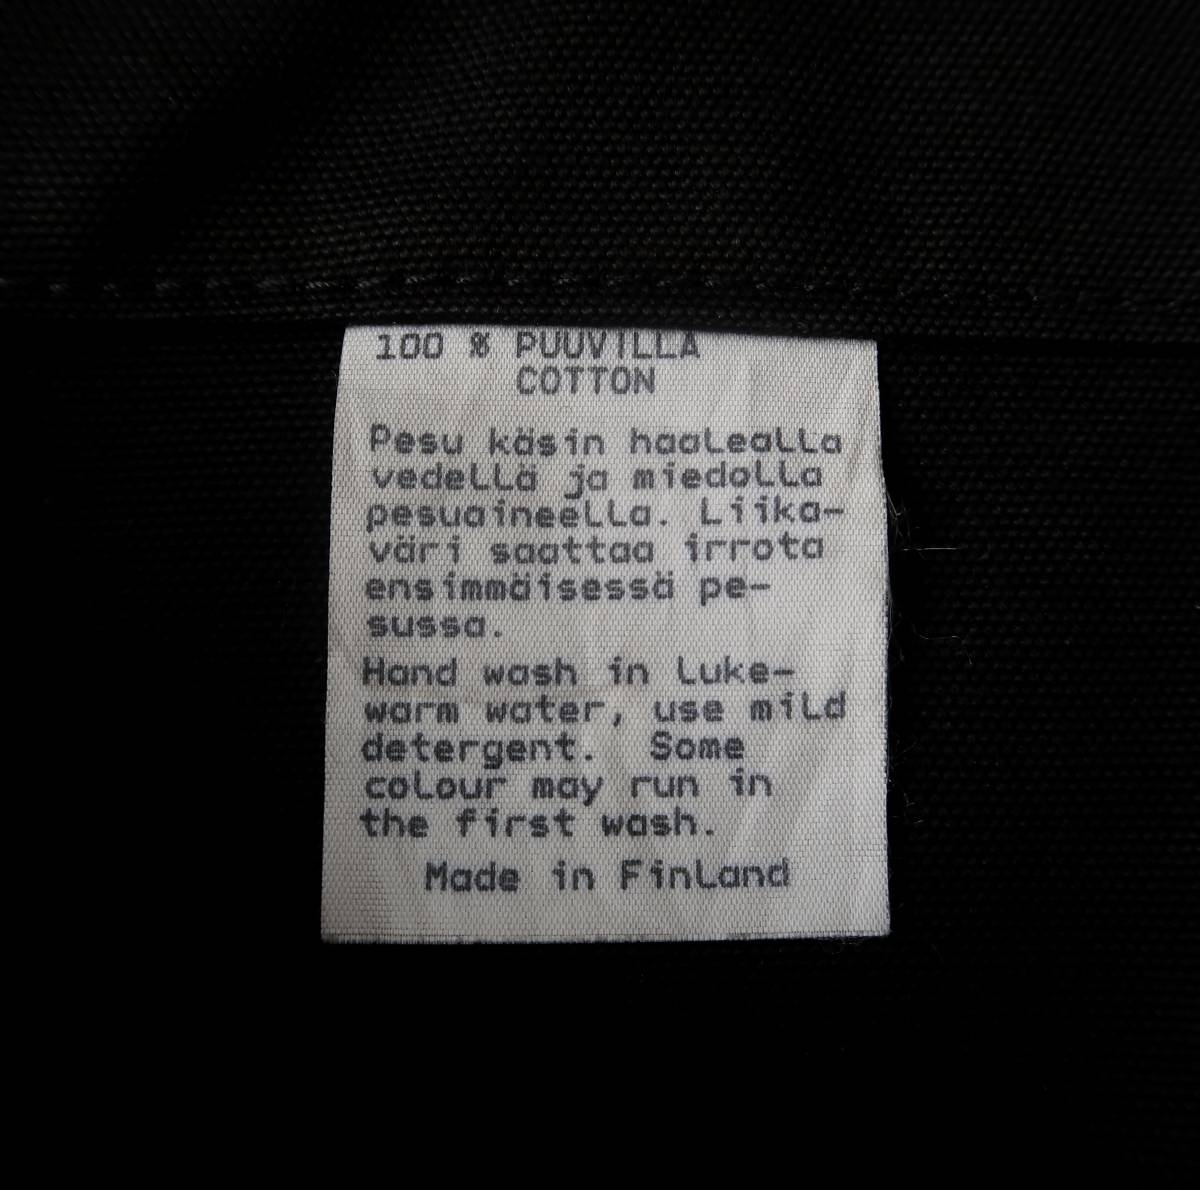 100 % PUUVILLA
COTTON
Pesu käsin haalealla
vedellä ja miedolla
pesuaineella. Liika-
väri saattaa irrota
ensimmäisessä pe-
sussa.
Hand wash in luke-
warm water, use mild
detergent. Some
colour may run in
the first wash.
Made in Finland